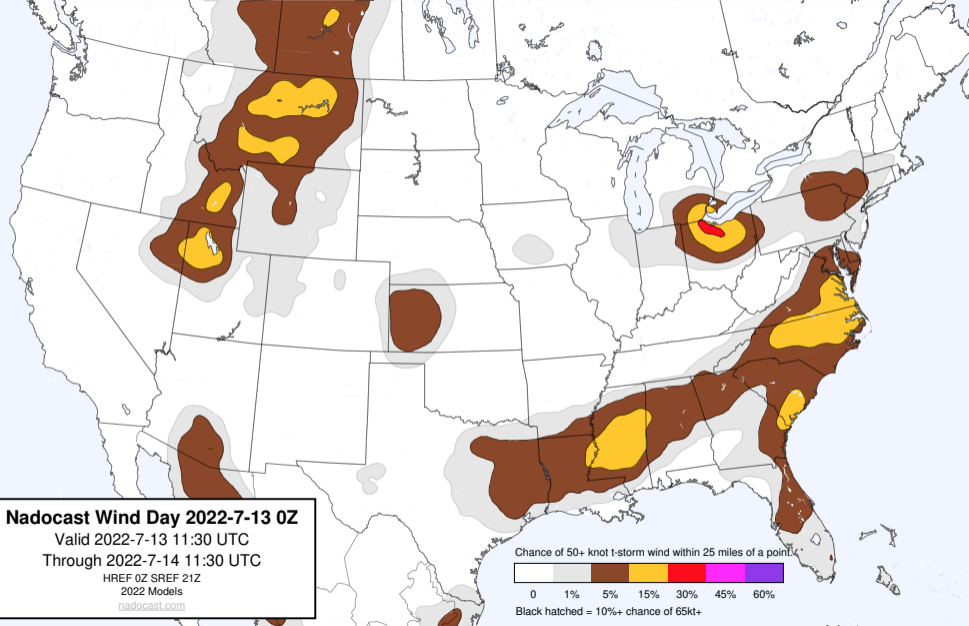 Nadocast Wind Day 2022-7-13 0Z
Valid 2022-7-13 11:30 UTC
Through 2022-7-14 11:30 UTC
HREF 0Z SREF 21Z
2022 Models
nadocast.com
Chance of 50+ knot t-storm wind within 25 miles of a point.
0 1% 5% 15% 30% 45% 60%
Black hatched = 10%+ chance of 65kt+